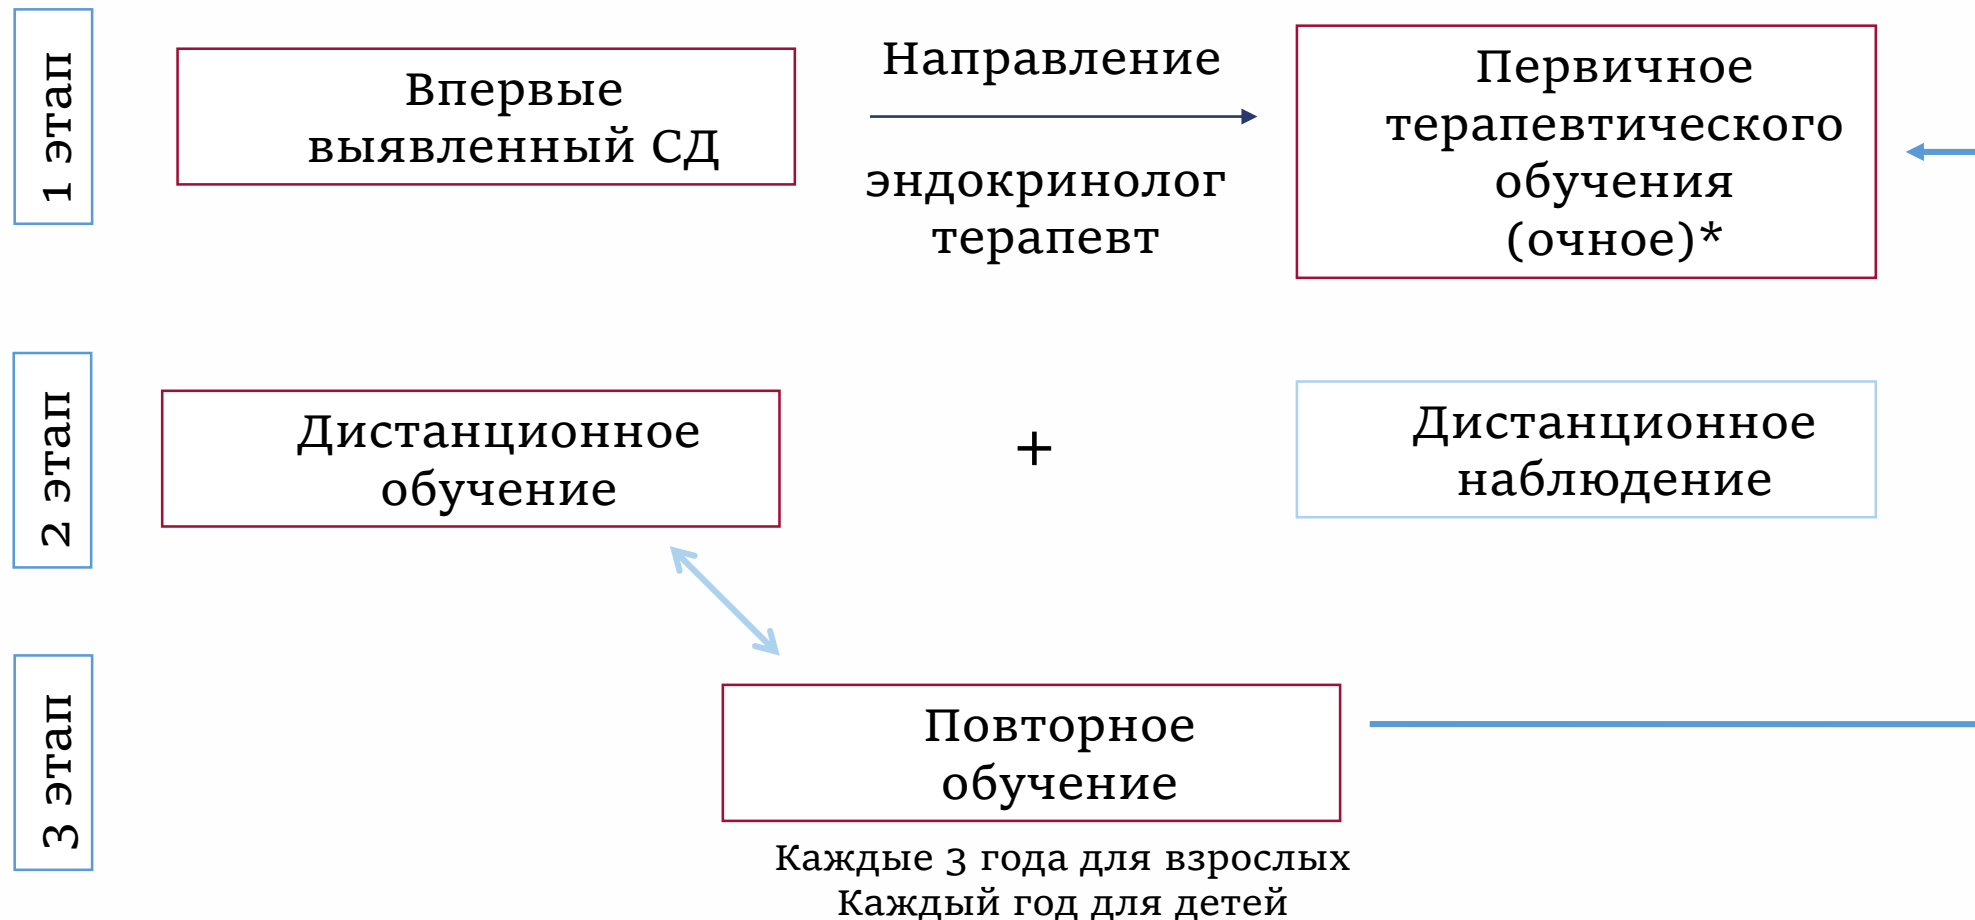 1 этап
Впервые
выявленный СД
Направление
эндокринолог
терапевт
Первичное
терапевтического
обучения
(очное)*
2 этап
Дистанционное
обучение
+
Дистанционное
наблюдение
3 этап
Повторное
обучение
Каждые 3 года для взрослых
Каждый год для детей